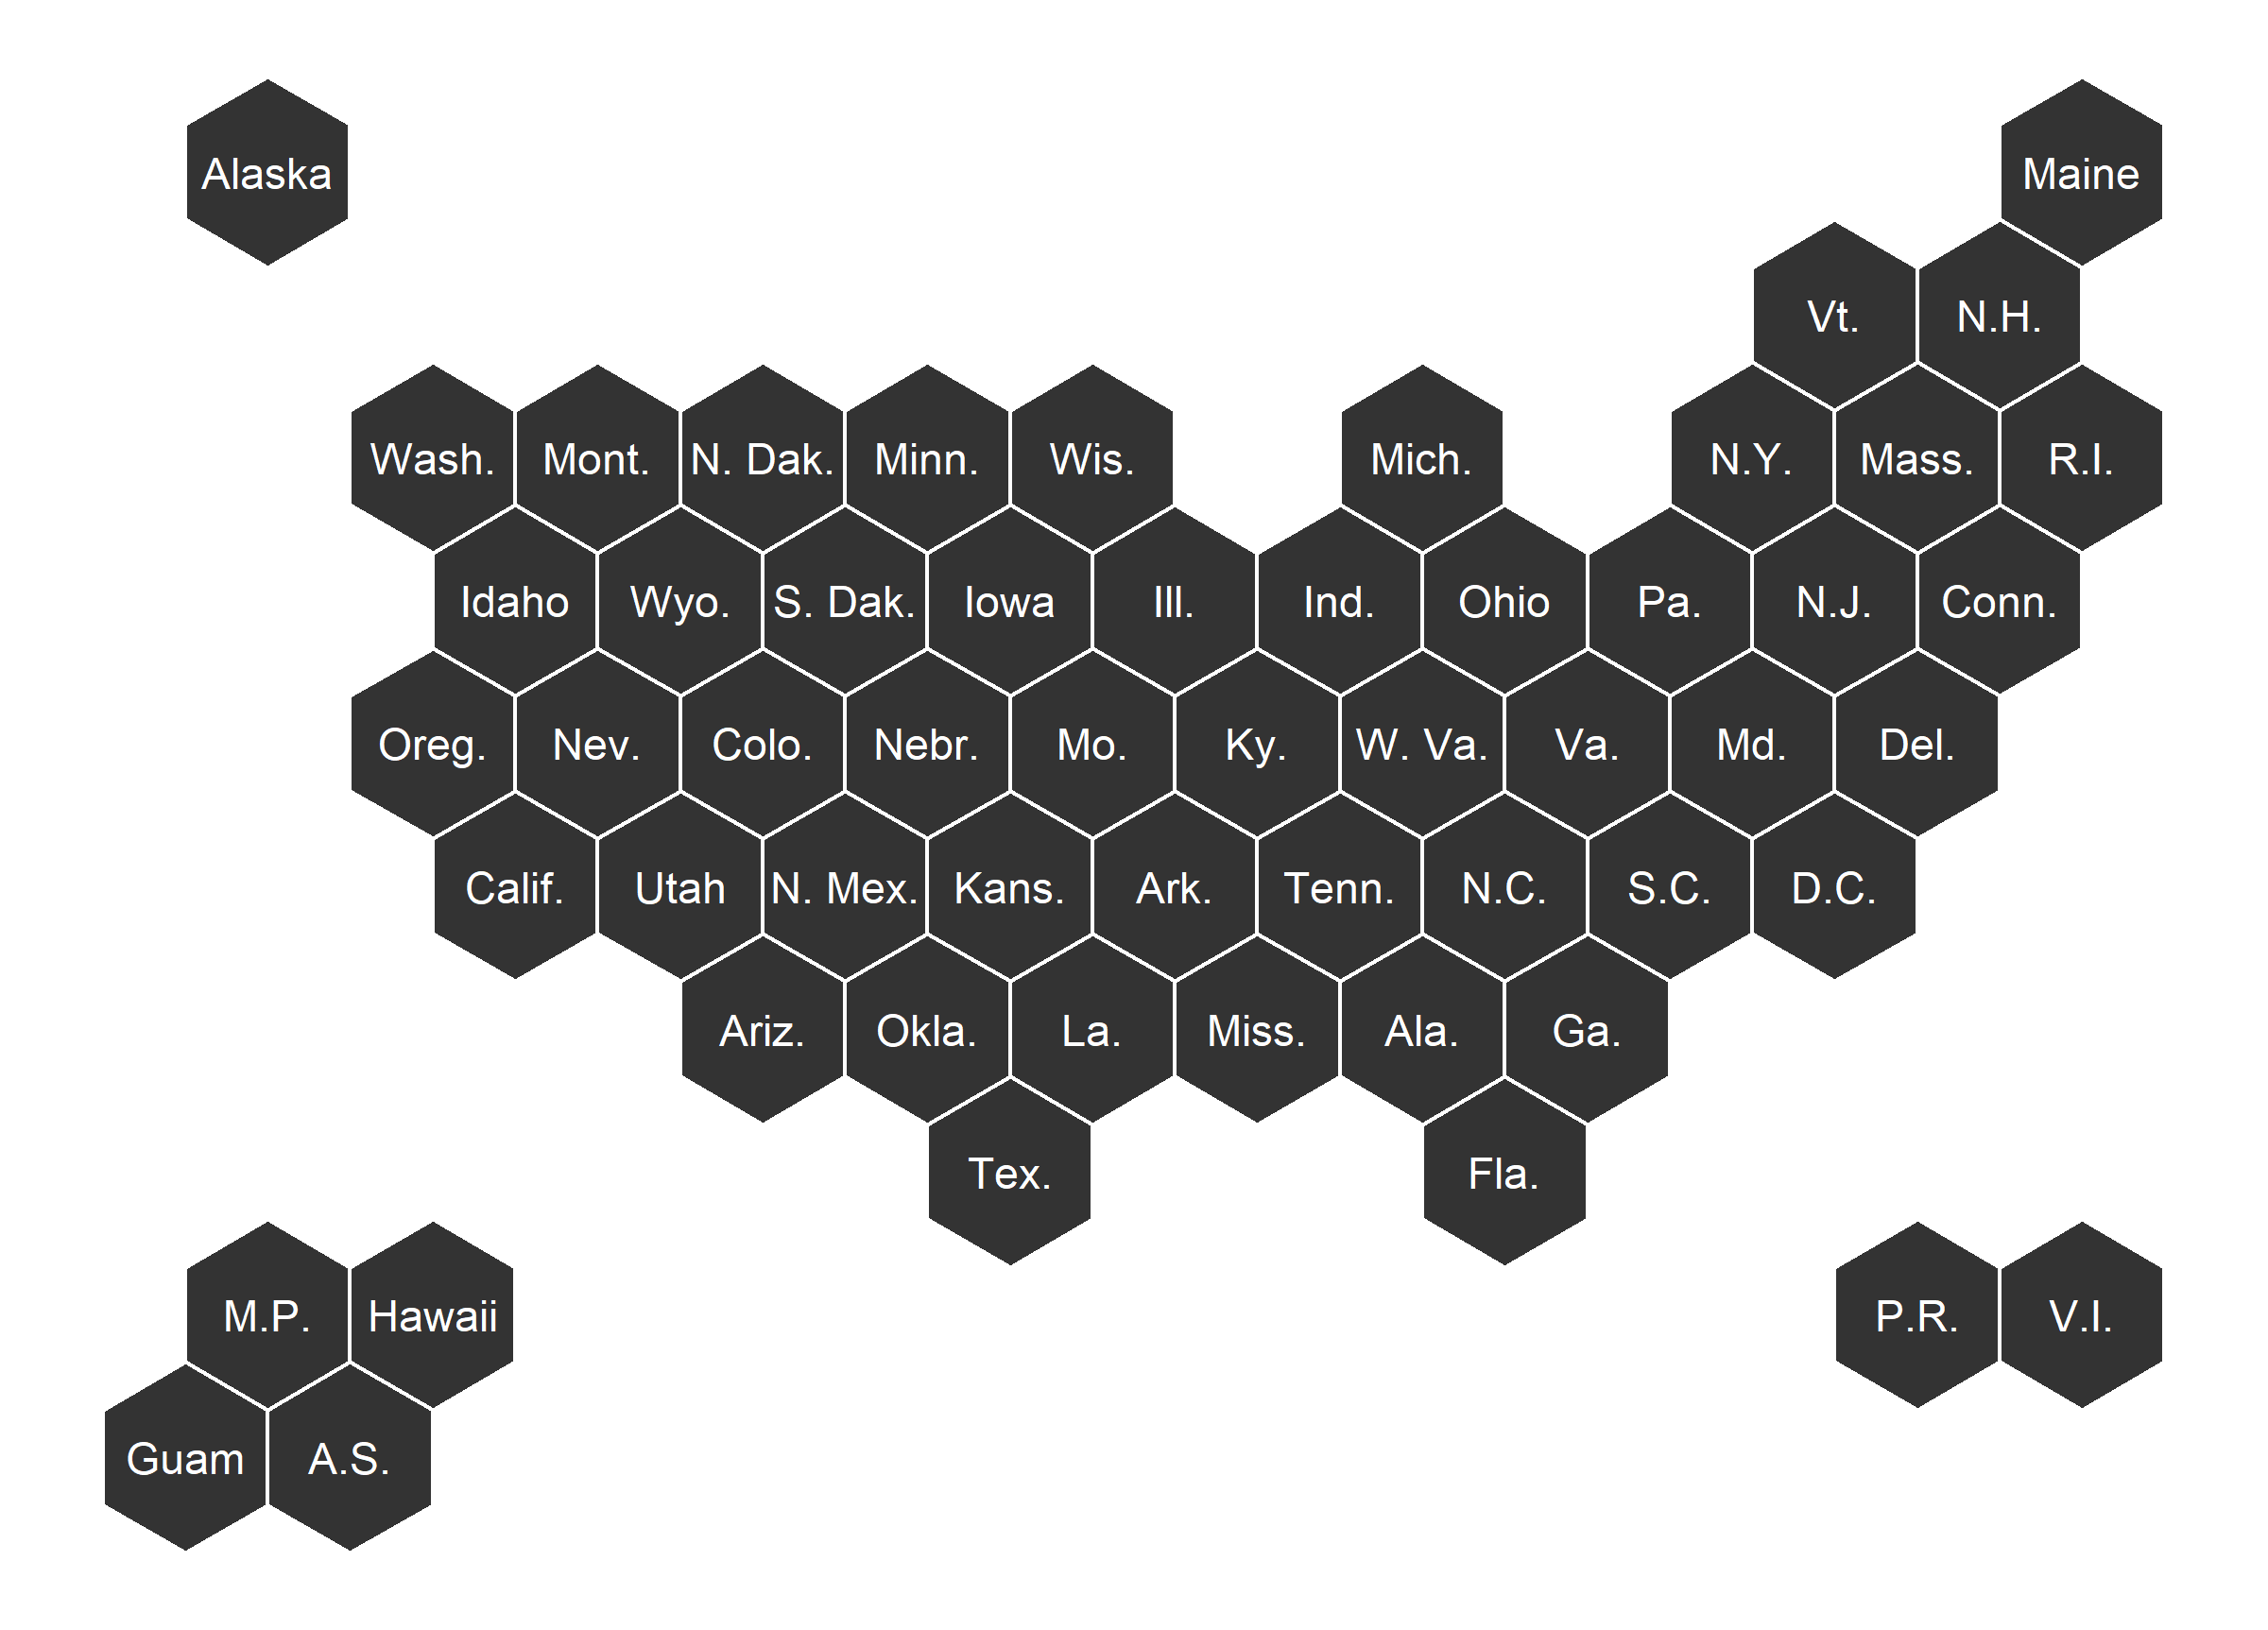 Alaska
Maine
Vt.
N.H.
Wash.
Mont.
N. Dak.
Minn.
Wis.
Mich.
N.Y.
Mass.
R.I.
Idaho
Wyo.
S. Dak.
Iowa
Ill.
Ind.
Ohio
Pa.
N.J.
Conn.
Oreg.
Nev.
Colo.
Nebr.
Mo.
Ky.
W. Va.
Va.
Md.
Del.
Calif.
Utah
N. Mex.
Kans.
Ark.
Tenn.
N.C.
S.C.
D.C.
Ariz.
Okla.
La.
Miss.
Ala.
Ga.
Tex.
Fla.
M.P.
Hawaii
P.R.
V.I.
Guam
A.S.